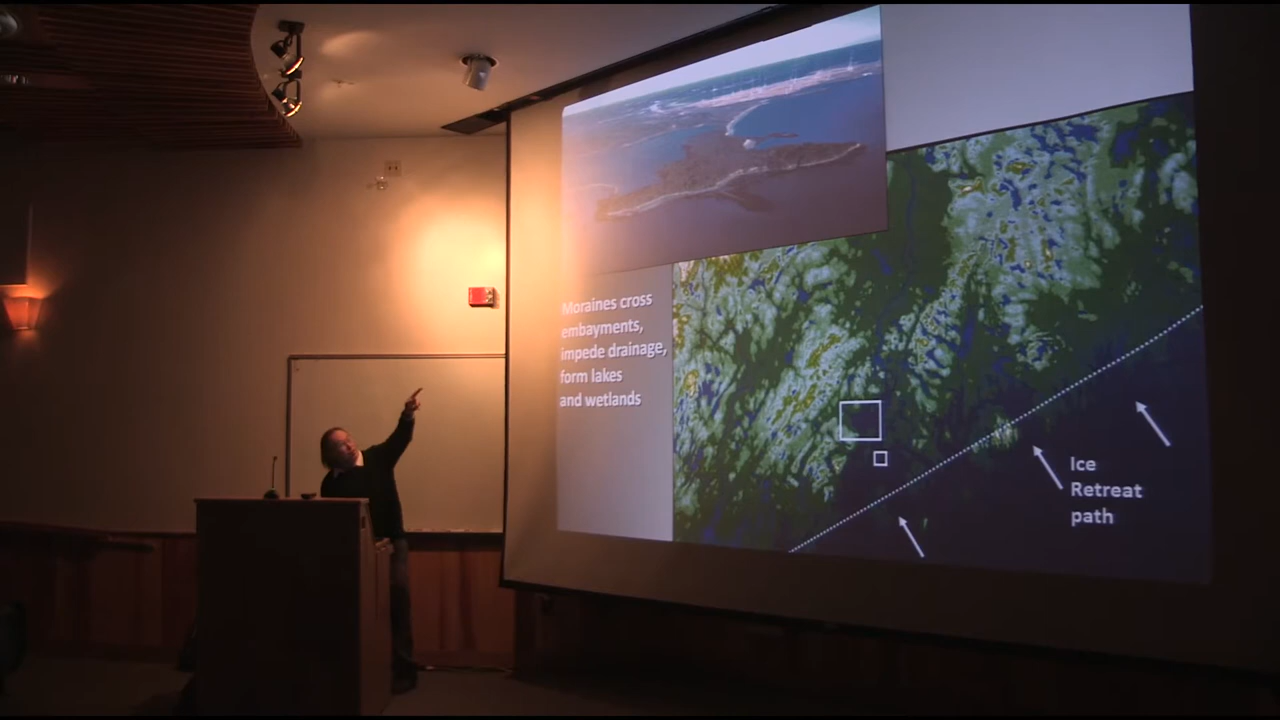 Moraines cross
embayments,
impede drainage,
form lakes
and wetlands
Ice
Retreat
path